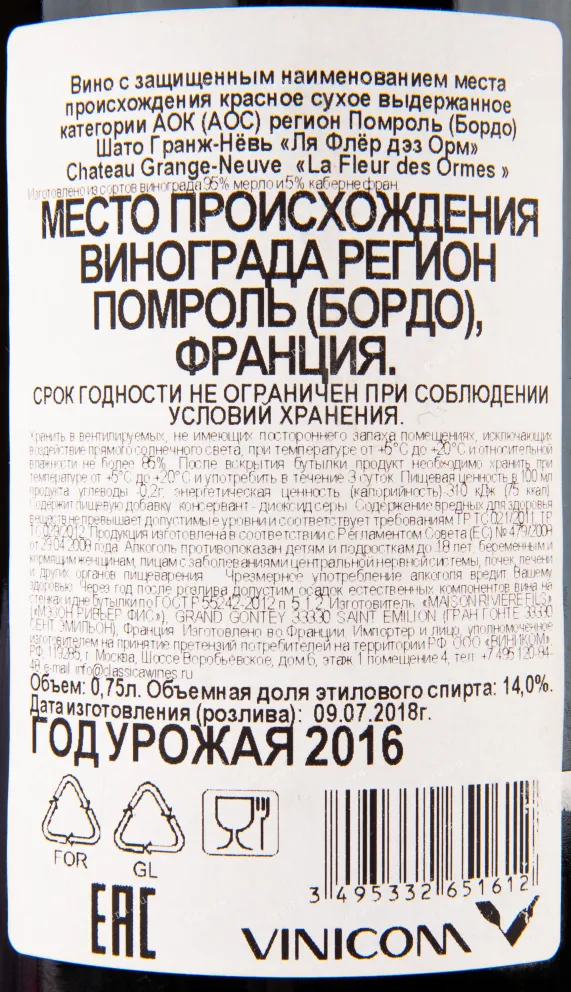 Вино с защищенным наименованием места
происхождения красное сухое выдержанное
категории АОК (АОС) регион Помроль (Бордо)
Шато Гранж-Нёвь «Ля Флёр дэз Орм»
Chateau Grange-Neuve «La Fleur des Ormes »
Изготовлено из сортов винограда 95% мерло и 5% каберне фран.
МЕСТО ПРОИСХОЖДЕНИЯ
ВИНОГРАДА РЕГИОН
ПОМРОЛЬ (БОРДО),
ФРАНЦИЯ.
СРОК ГОДНОСТИ НЕ ОГРАНИЧЕН ПРИ СОБЛЮДЕНИИ
УСЛОВИЙ ХРАНЕНИЯ.
Хранить в вентилируемых, не имеющих постороннего запаха помещениях, исключающих
воздействие прямого солнечного света, при температуре от +5°С до +20°С и относительной
влажности не более 85%. После вскрытия бутылки продукт необходимо хранить при
температуре от +5°С до +20°С и употребить в течение 3 суток. Пищевая ценность в 100 мл
продукта углеводы -0,2г; энергетическая ценность (калорийность)-310 кДж (75 ккал).
Содержит пищевую добавку консервант - диоксид серы. Содержание вредных для здоровья
веществ не превышает допустимые уровни и соответствует требованиям ТР ТС 021/2011, ТР
ТС 029/2012. Продукция изготовлена в соответствии с Регламентом Совета (ЕС) № 479/2008
от 29.04.2008 года. Алкоголь противопоказан детям и подросткам до 18 лет, беременным и
кормящим женщинам, лицам с заболеваниями центральной нервной системы, почек, печени
и других органов пищеварения. Чрезмерное употребление алкоголя вредит Вашему
здоровью. Через год после розлива допустим осадок естественных компонентов вина на
стенках и дне бутылки по ГОСТ Р 55242-2012 п. 5.1.2. Изготовитель «MAISON RIVIERE FILS»
(«МЭЗОН РИВЬЕР ФИС»), GRAND GONTEY 33330 SAINT EMILION (ГРАН ГОНТЕ 33330
СЕНТ ЭМИЛЬОН), Франция. Изготовлено во Франции. Импортер и лицо, уполномоченное
изготовителем на принятие претензий потребителей на территории РФ: ООО «ВИНИКОМ»,
РФ, 119285, г. Москва, Шоссе Воробьёвское, дом 6, этаж 1 помещение 4, тел. +7 495 120-94-
48 e-mail: info@classicawines.ru
Объем: 0,75л. Объемная доля этилового спирта: 14,0%.
Дата изготовления (розлива): 09.07.2018г.
ГОД УРОЖАЯ 2016
FOR
GL
3 495332 651612
EAC
VINICOM